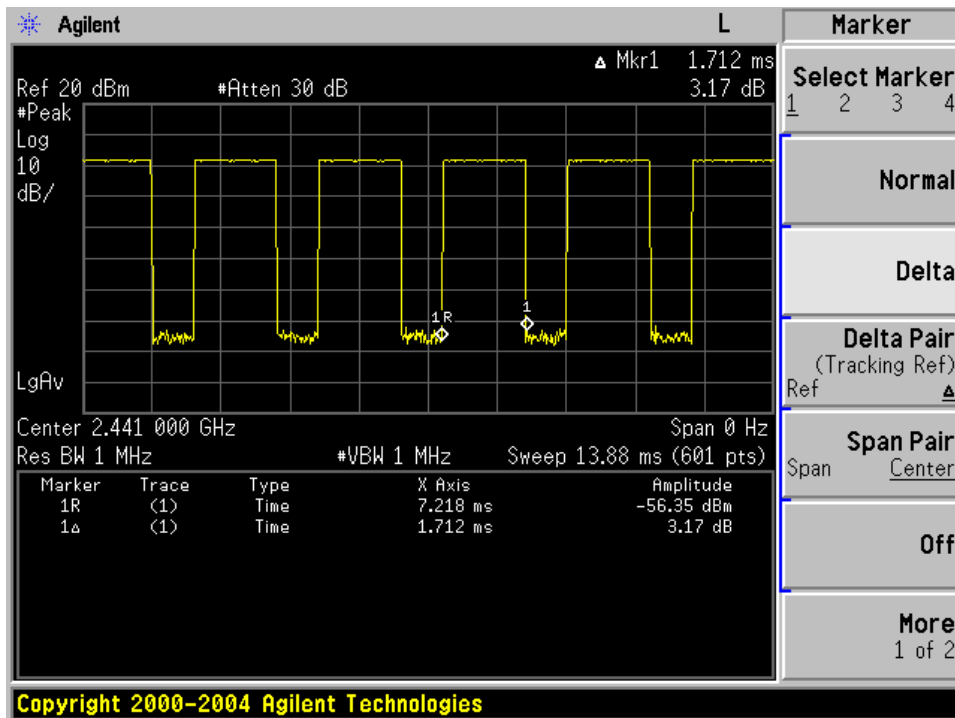 Agilent
L
Marker
Δ Mkr1 1.712 ms
Ref 20 dBm #Atten 30 dB 3.17 dB
#Peak
Log
10
dB/
1R
1
LgAv
Center 2.441 000 GHz Span 0 Hz
Res BW 1 MHz #VBW 1 MHz Sweep 13.88 ms (601 pts)
Marker Trace Type X Axis Amplitude
1R (1) Time 7.218 ms -56.35 dBm
1Δ (1) Time 1.712 ms 3.17 dB
Select Marker
1 2 3 4
Normal
Delta
Delta Pair
(Tracking Ref)
Ref Δ
Span Pair
Span Center
Off
More
1 of 2
Copyright 2000-2004 Agilent Technologies